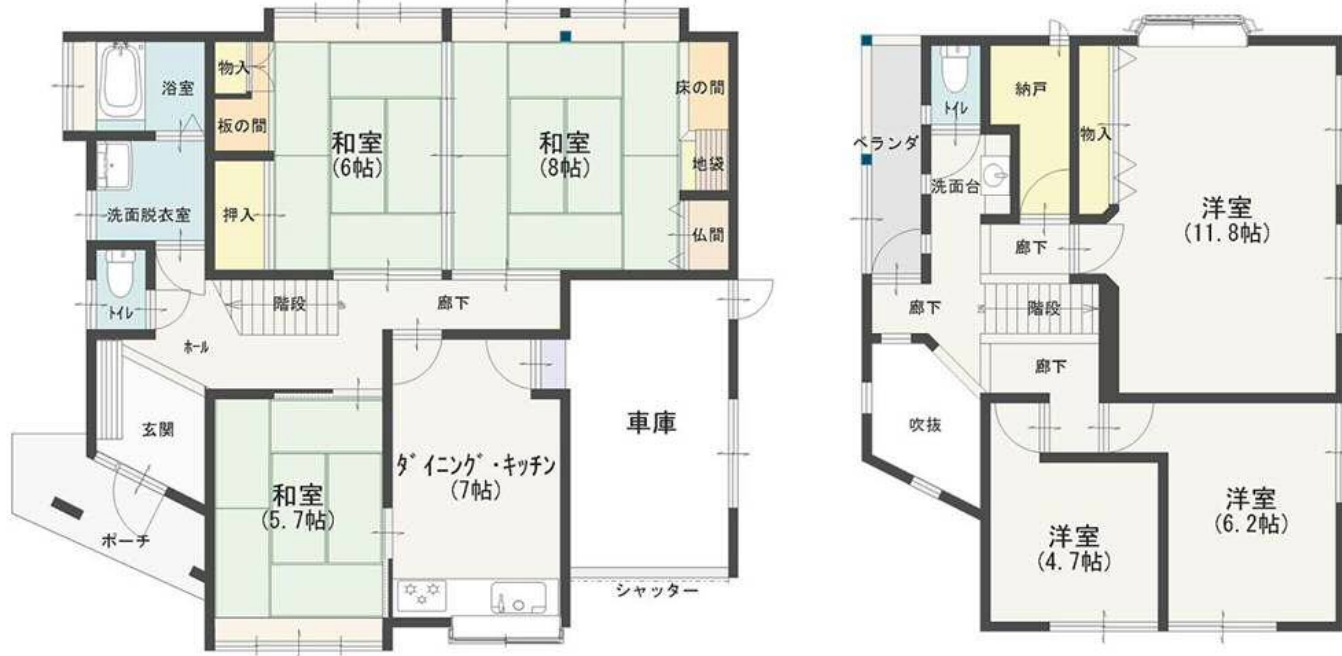 浴室
物入
板の間
和室
(6帖)
和室
(8帖)
床の間
地袋
仏間
洗面脱衣室
押入
トイレ
階段
廊下
ホール
玄関
ポーチ
和室
(5.7帖)
ダイニング・キッチン
(7帖)
車庫
シャッター
トイレ
納戸
物入
ベランダ
洗面台
洋室
(11.8帖)
廊下
廊下
階段
廊下
吹抜
洋室
(4.7帖)
洋室
(6.2帖)